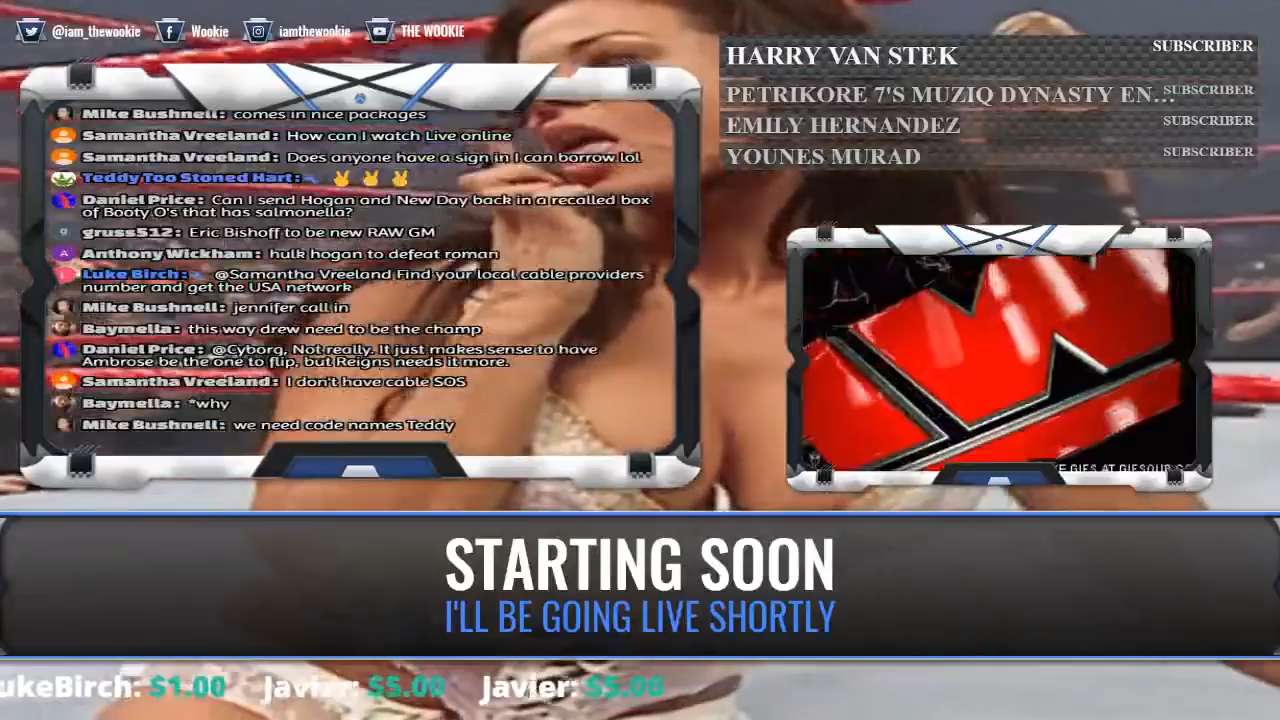 @iam_thewookie Wookie iamthewookie THE WOOKIE
Mike Bushnell: comes in nice packages
Samantha Vreeland: How can I watch Live online
Samantha Vreeland: Does anyone have a sign in I can borrow lol
Teddy Too Stoned Hart: ✌✌✌
Daniel Price: Can I send Hogan and New Day back in a recalled box
of Booty O's that has salmonella?
gruss512: Eric Bishoff to be new RAW GM
Anthony Wickham: hulk hogan to defeat roman
Luke Birch: @Samantha Vreeland Find your local cable providers
number and get the USA network
Mike Bushnell: jennifer call in
Baymella: this way drew need to be the champ
Daniel Price: @Cyborg, Not really. It just makes sense to have
Ambrose be the one to flip, but Reigns needs it more.
Samantha Vreeland: I don't have cable SOS
Baymella: *why
Mike Bushnell: we need code names Teddy
HARRY VAN STEK SUBSCRIBER
PETRIKORE 7'S MUZIQ DYNASTY EN... SUBSCRIBER
EMILY HERNANDEZ SUBSCRIBER
YOUNES MURAD SUBSCRIBER
STARTING SOON
I'LL BE GOING LIVE SHORTLY
ukeBirch: $1.00 Javier: $5.00 Javier: $5.00